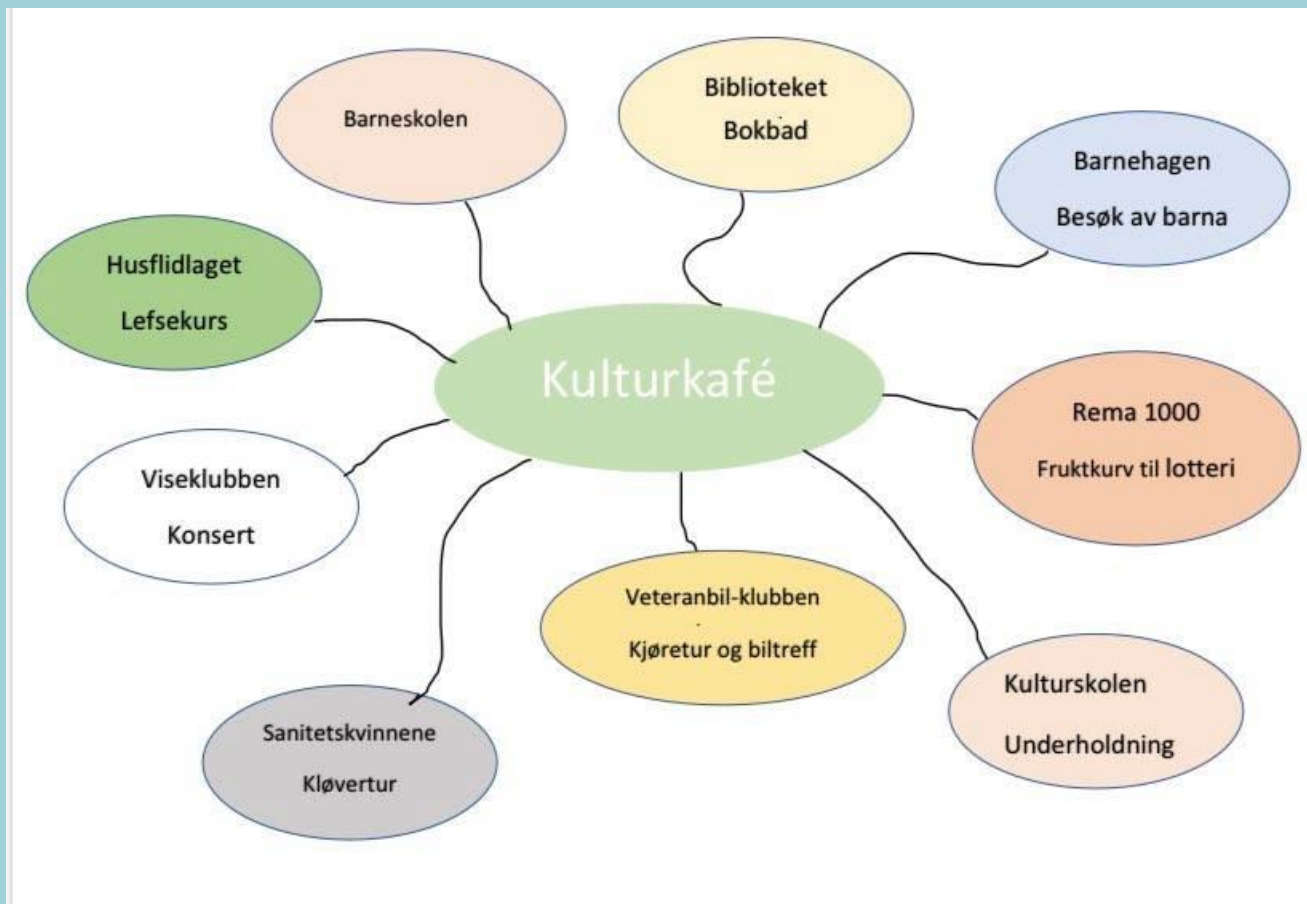 Barneskolen
Biblioteket
Bokbad
Barnehagen
Besøk av barna
Husflidlaget
Lefsekurs
Kulturkafé
Rema 1000
Fruktkurv til lotteri
Viseklubben
Konsert
Veteranbil-klubben
Kjøretur og biltreff
Kulturskolen
Underholdning
Sanitetskvinnene
Kløvertur